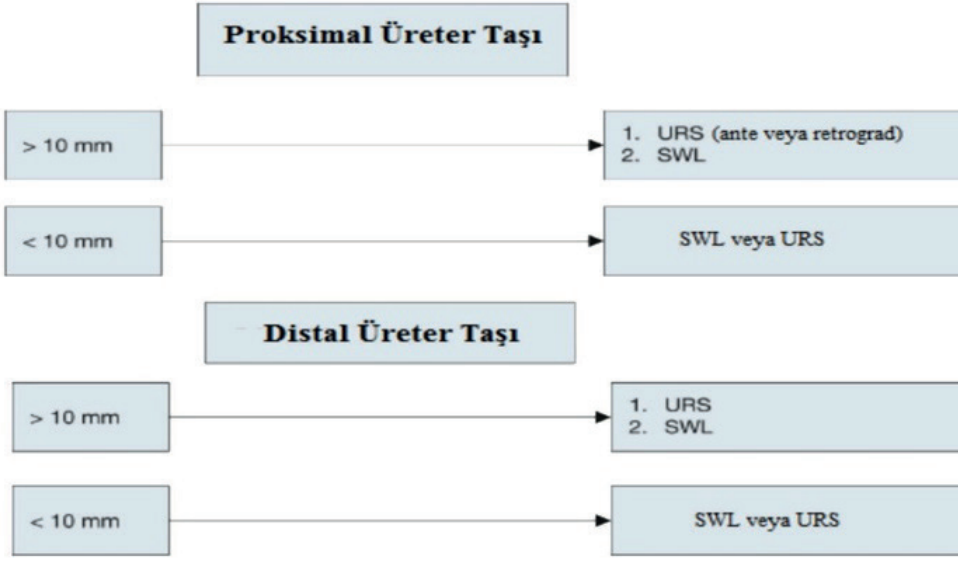 Proksimal Üreter Taşı
> 10 mm
1. URS (ante veya retrograd)
2. SWL
< 10 mm
SWL veya URS
Distal Üreter Taşı
> 10 mm
1. URS
2. SWL
< 10 mm
SWL veya URS